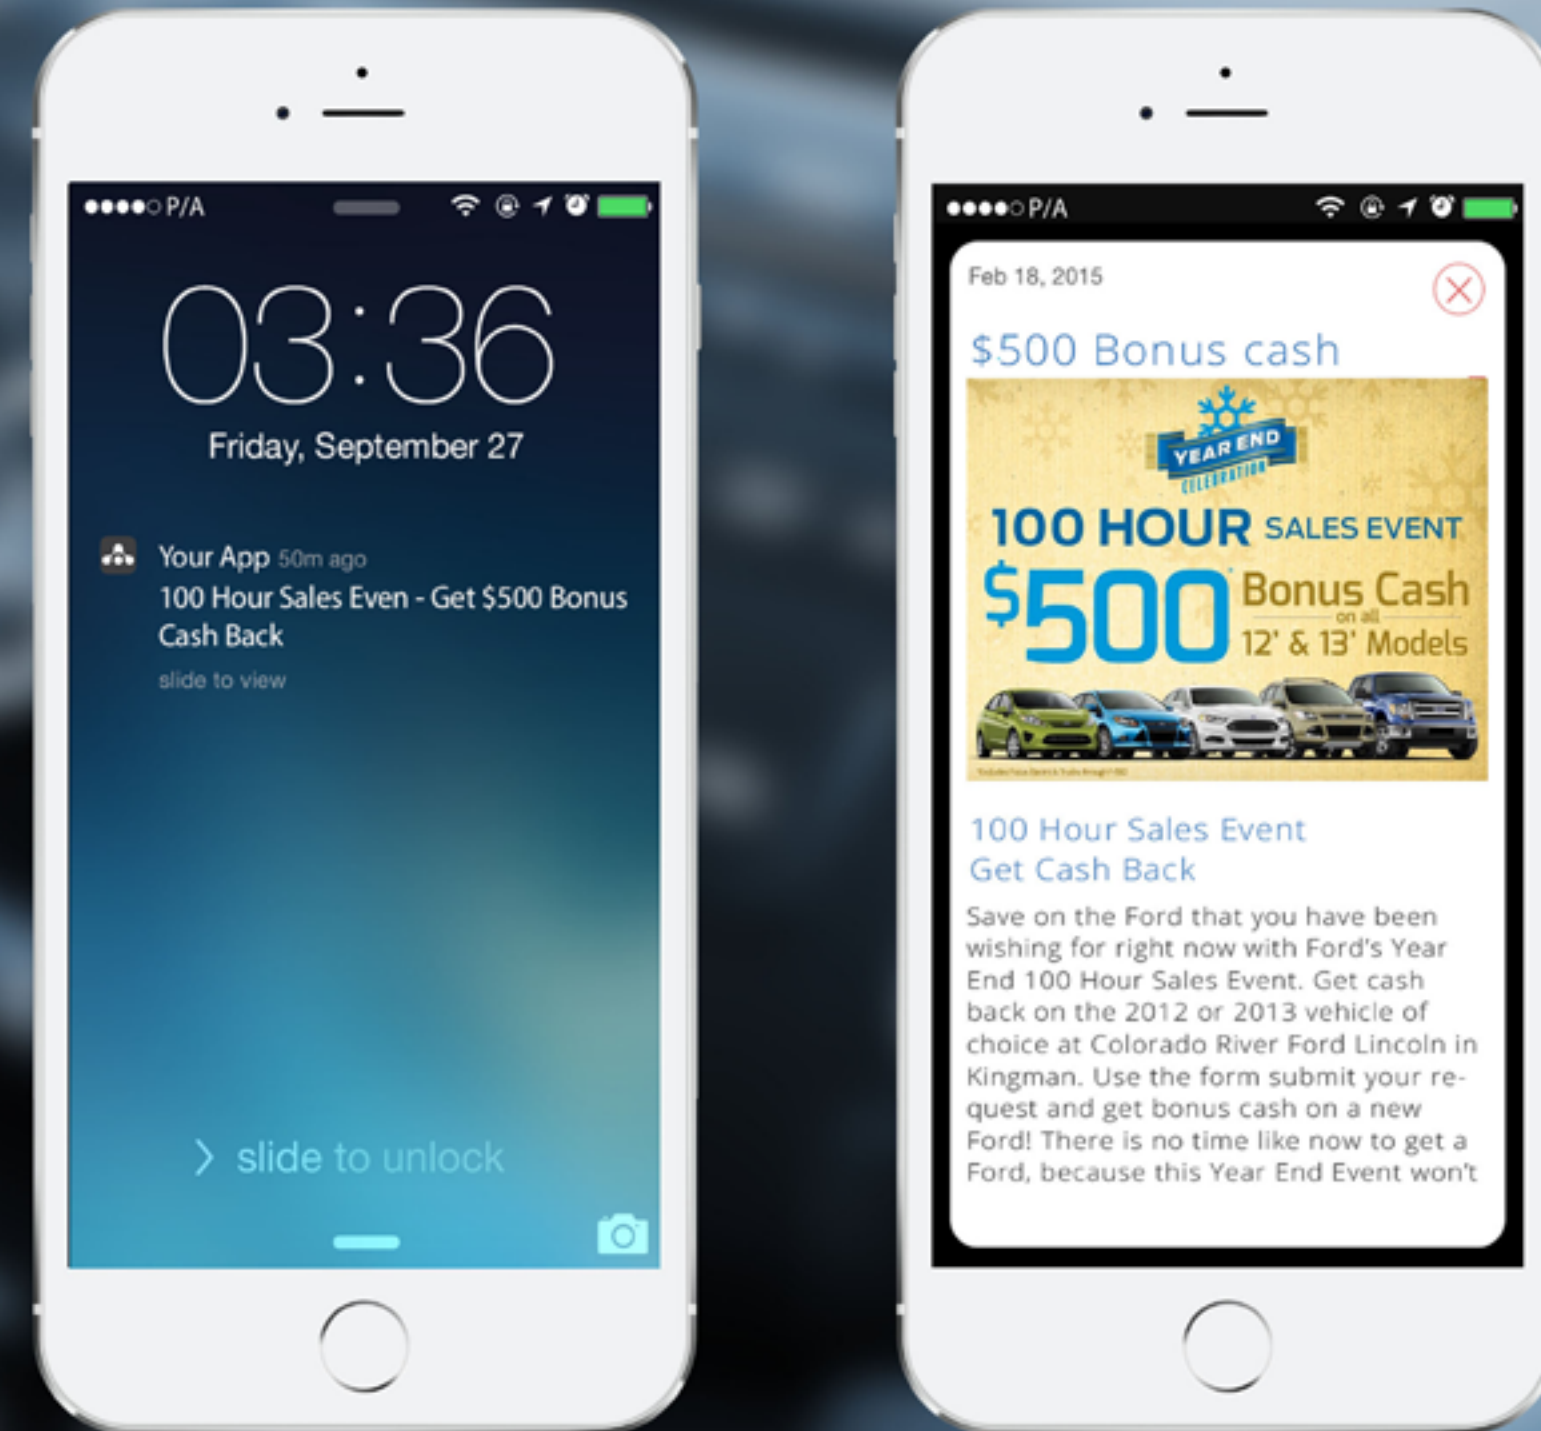 P/A
03:36
Friday, September 27
Your App 50m ago
100 Hour Sales Even - Get $500 Bonus
Cash Back
slide to view
slide to unlock
P/A
Feb 18, 2015
$500 Bonus cash
YEAR END
CELEBRATION
100 HOUR SALES EVENT
$500* Bonus Cash
on all
12' & 13' Models
100 Hour Sales Event
Get Cash Back
Save on the Ford that you have been
wishing for right now with Ford's Year
End 100 Hour Sales Event. Get cash
back on the 2012 or 2013 vehicle of
choice at Colorado River Ford Lincoln in
Kingman. Use the form submit your re-
quest and get bonus cash on a new
Ford! There is no time like now to get a
Ford, because this Year End Event won't